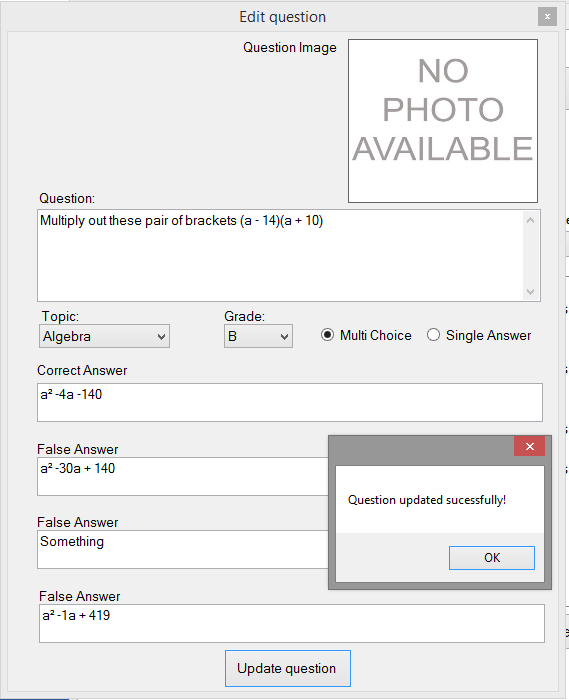 Edit question
x
Question Image
NO
PHOTO
AVAILABLE
Question:
Multiply out these pair of brackets (a - 14)(a + 10)
Topic:
Grade:
Algebra
B
Multi Choice
Single Answer
Correct Answer
a² -4a -140
False Answer
a² -30a + 140
Question updated sucessfully!
OK
False Answer
Something
False Answer
a² -1a + 419
Update question